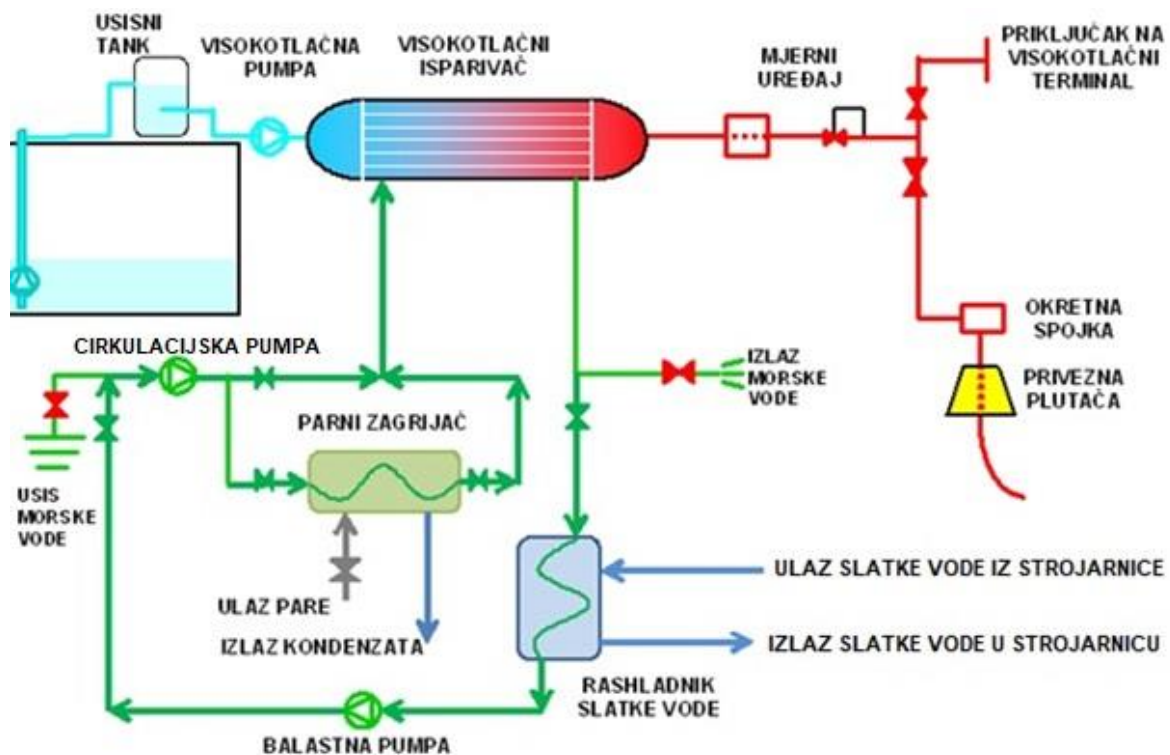 USISNI
TANK
VISOKOTLAČNA
PUMPA
VISOKOTLAČNI
ISPARIVAČ
MJERNI
UREĐAJ
PRIKLJUČAK NA
VISOKOTLAČNI
TERMINAL
OKRETNA
SPOJKA
PRIVEZNA
PLUTAČA
CIRKULACIJSKA PUMPA
IZLAZ
MORSKE
VODE
PARNI ZAGRIJAČ
USIS
MORSKE
VODE
ULAZ PARE
IZLAZ KONDENZATA
ULAZ SLATKE VODE IZ STROJARNICE
IZLAZ SLATKE VODE U STROJARNICU
RASHLADNIK
SLATKE VODE
BALASTNA PUMPA